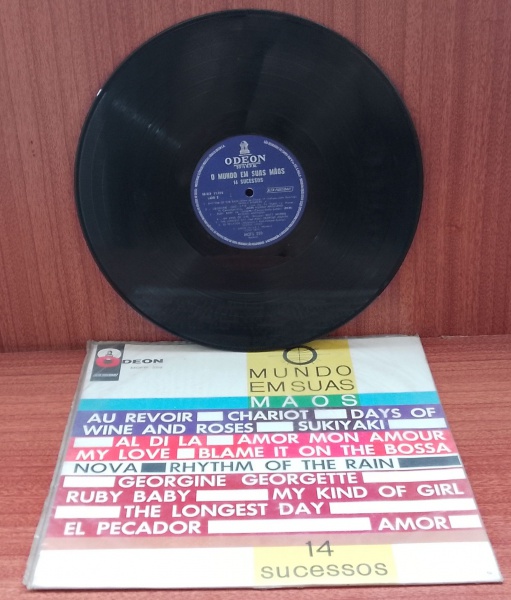 ODEON
O MUNDO EM SUAS MÃOS
14 SUCESSOS
ODEON
O
MUNDO
EM SUAS
MÃOS
AU REVOIR CHARIOT DAYS OF
WINE AND ROSES SUKIYAKI
AL DI LA AMOR MON AMOUR
MY LOVE BLAME IT ON THE BOSSA
NOVA RHYTHM OF THE RAIN
GEORGINE GEORGETTE
RUBY BABY MY KIND OF GIRL
THE LONGEST DAY
EL PECADOR AMOR
14
sucessos